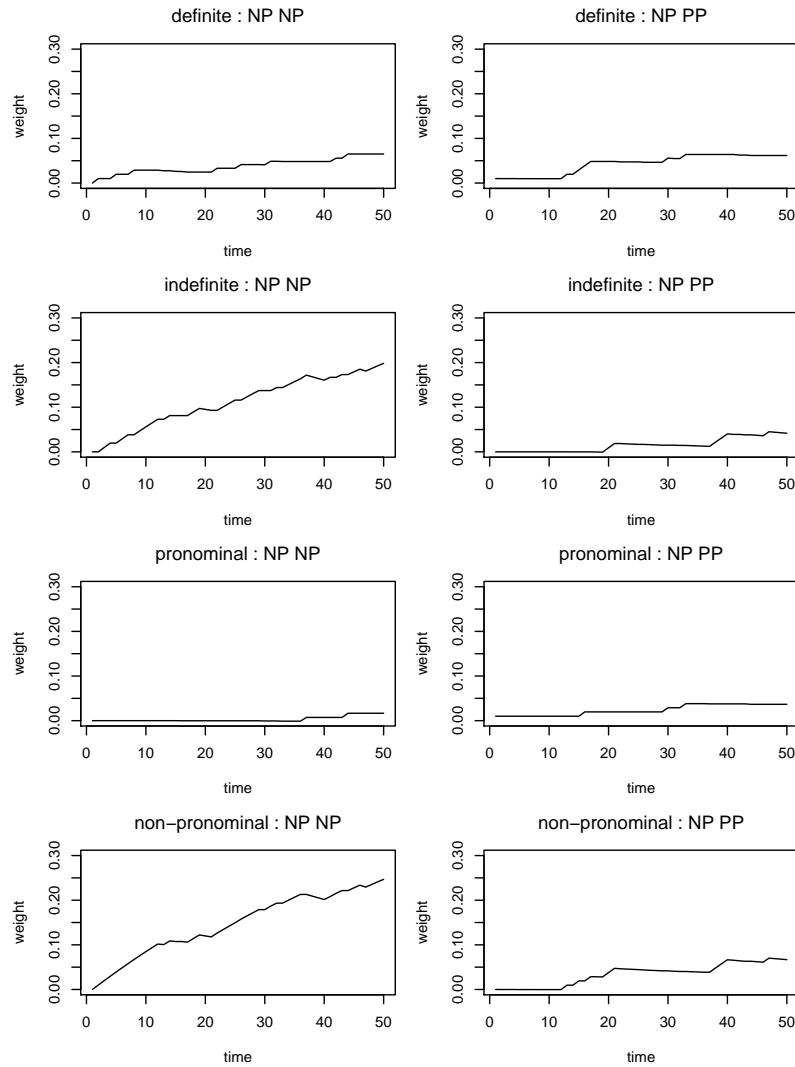 definite : NP NP
weight
0.00 0.10 0.20 0.30
0 10 20 30 40 50
time
definite : NP PP
weight
0.00 0.10 0.20 0.30
0 10 20 30 40 50
time
indefinite : NP NP
weight
0.00 0.10 0.20 0.30
0 10 20 30 40 50
time
indefinite : NP PP
weight
0.00 0.10 0.20 0.30
0 10 20 30 40 50
time
pronominal : NP NP
weight
0.00 0.10 0.20 0.30
0 10 20 30 40 50
time
pronominal : NP PP
weight
0.00 0.10 0.20 0.30
0 10 20 30 40 50
time
non−pronominal : NP NP
weight
0.00 0.10 0.20 0.30
0 10 20 30 40 50
time
non−pronominal : NP PP
weight
0.00 0.10 0.20 0.30
0 10 20 30 40 50
time